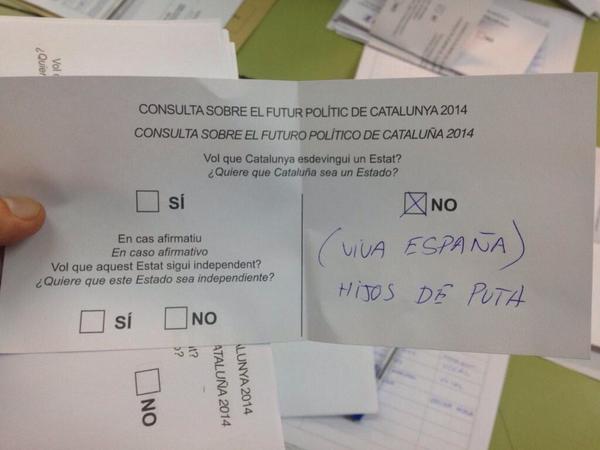 CONSULTA SOBRE EL FUTUR POLÍTIC DE CATALUNYA 2014
CONSULTA SOBRE EL FUTURO POLÍTICO DE CATALUÑA 2014
Vol que Catalunya esdevingui un Estat?
¿Quiere que Cataluña sea un Estado?
SÍ
NO
En cas afirmatiu
En caso afirmativo
Vol que aquest Estat sigui independent?
¿Quiere que este Estado sea independiente?
SÍ NO
(VIVA ESPAÑA)
HIJOS DE PUTA
Vol
¿Quie
ALUNYA 2014
ATALUÑA 2014
s?
do?
NO